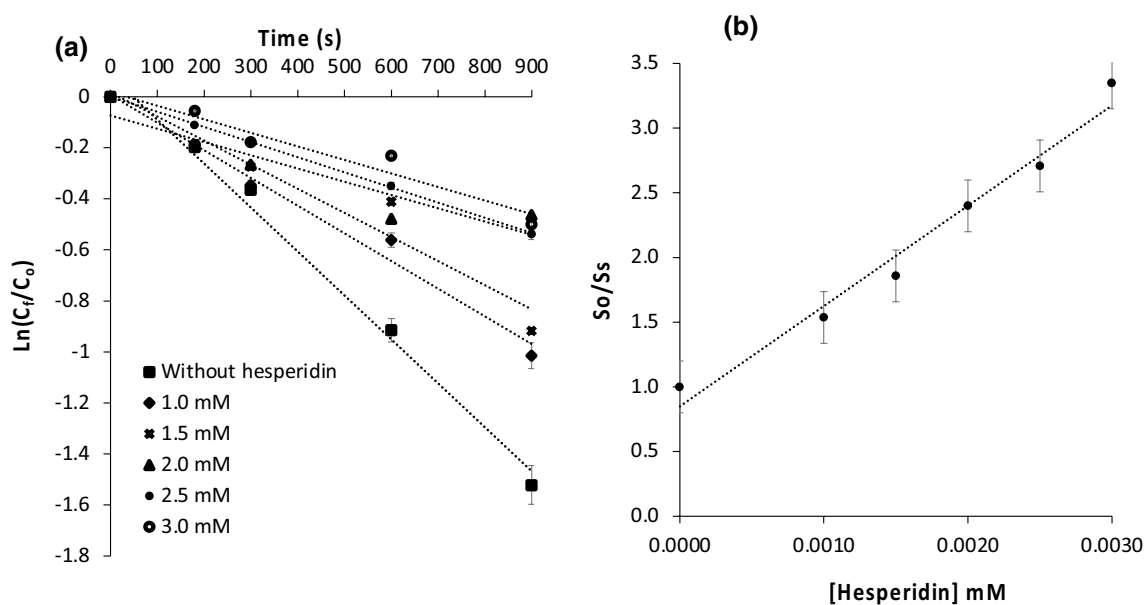 (a)
Time (s)
0 100 200 300 400 500 600 700 800 900
0
-0.2
-0.4
-0.6
-0.8
-1
-1.2
-1.4
-1.6
-1.8
Ln(Cf/Co)
Without hesperidin
1.0 mM
1.5 mM
2.0 mM
2.5 mM
3.0 mM
(b)
3.5
3.0
2.5
2.0
1.5
1.0
0.5
0.0
So/Ss
0.0000 0.0010 0.0020 0.0030
[Hesperidin] mM